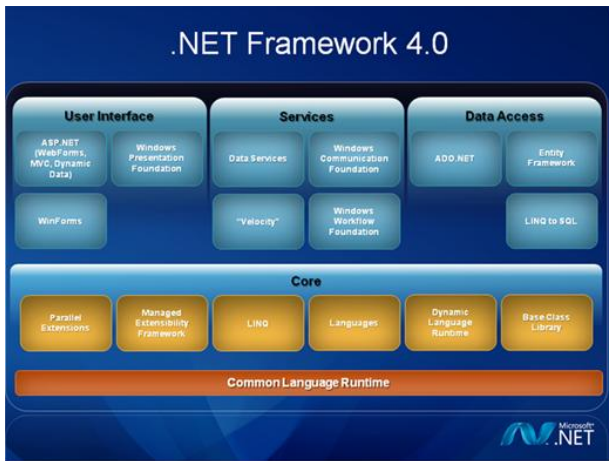 .NET Framework 4.0
User Interface
ASP.NET
(WebForms,
MVC, Dynamic
Data)
Windows
Presentation
Foundation
WinForms
Services
Data Services
Windows
Communication
Foundation
"Velocity"
Windows
Workflow
Foundation
Data Access
ADO.NET
Entity
Framework
LINQ to SQL
Core
Parallel
Extensions
Managed
Extensibility
Framework
LINQ
Languages
Dynamic
Language
Runtime
Base Class
Library
Common Language Runtime
Microsoft
.NET